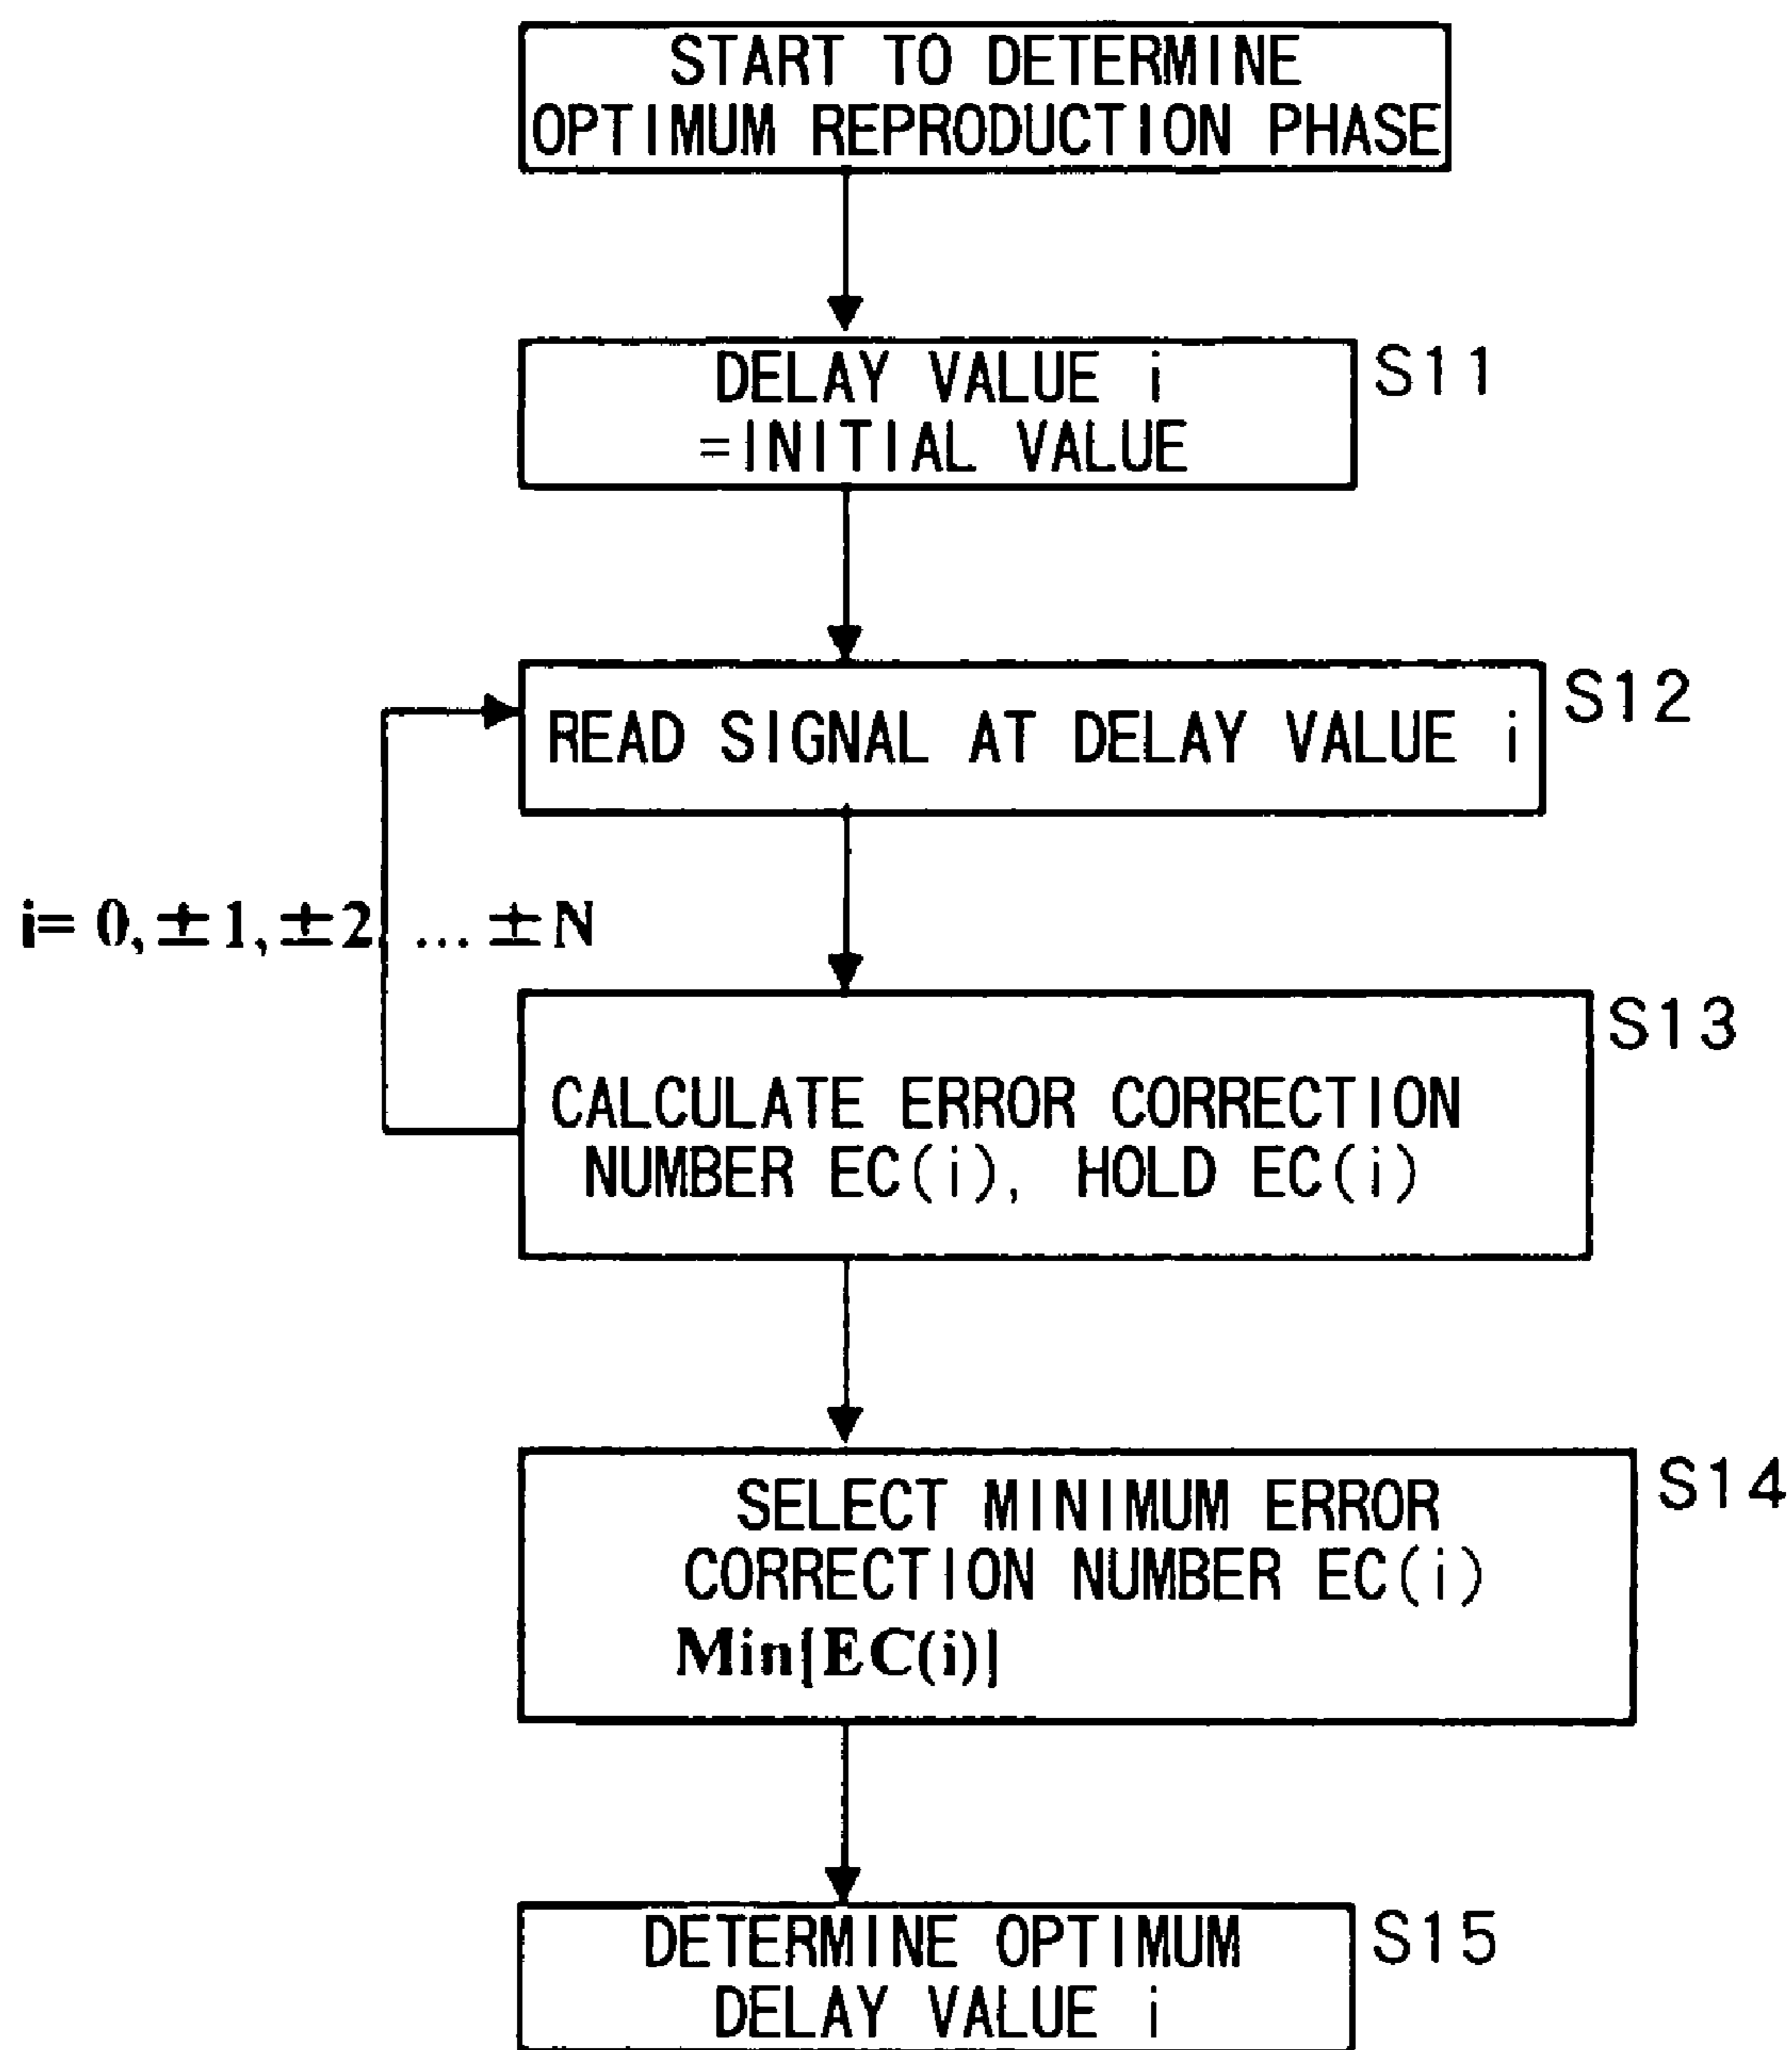 START TO DETERMINE
OPTIMUM REPRODUCTION PHASE
DELAY VALUE i
=INITIAL VALUE
S11
READ SIGNAL AT DELAY VALUE i
S12
i= 0,±1,±2, ... ±N
CALCULATE ERROR CORRECTION
NUMBER EC(i), HOLD EC(i)
S13
SELECT MINIMUM ERROR
CORRECTION NUMBER EC(i)
Min[EC(i)]
S14
DETERMINE OPTIMUM
DELAY VALUE i
S15